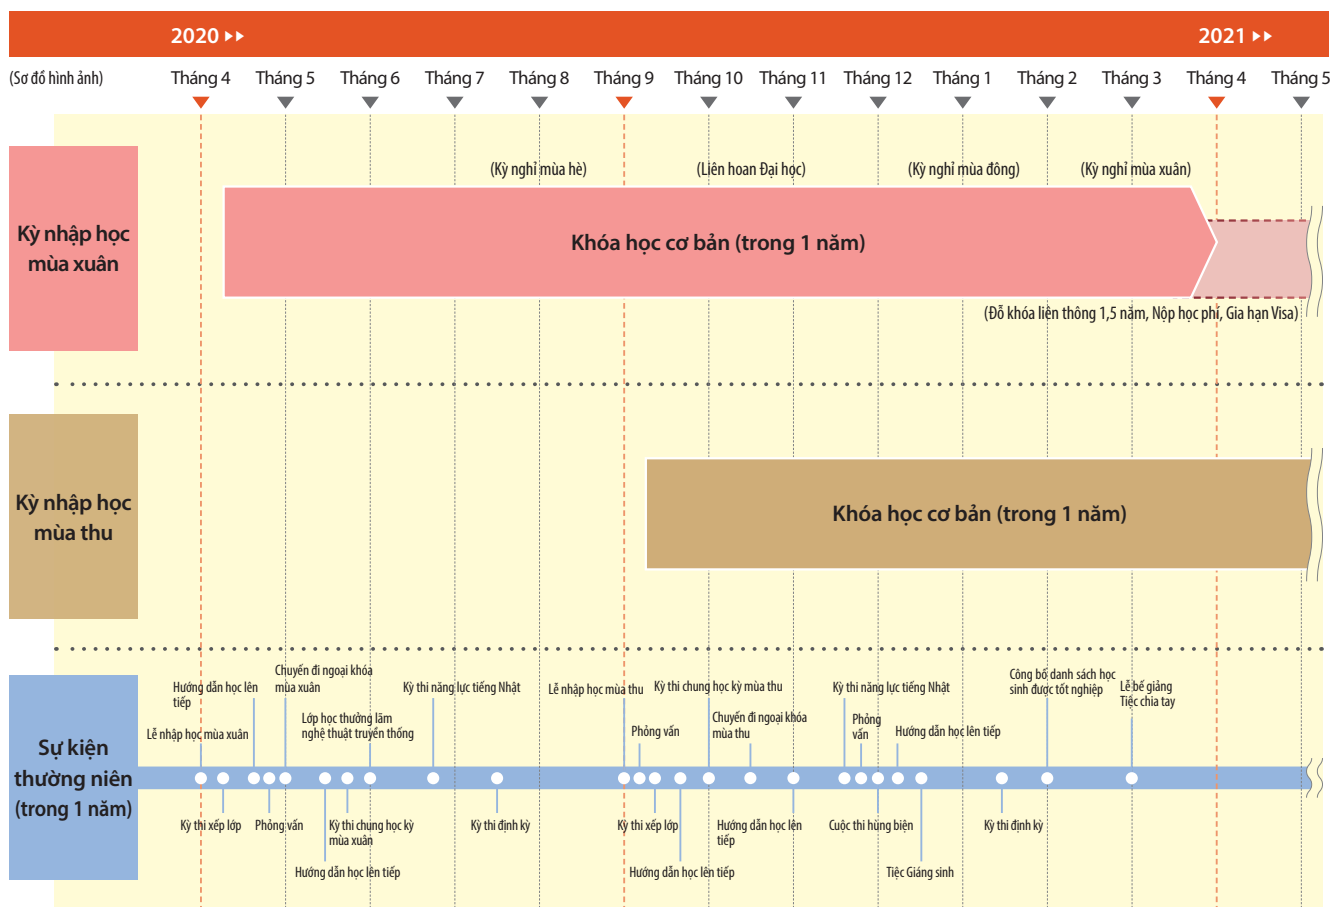 2020
2021
(Sơ đồ hình ảnh)
Tháng 4
Tháng 5
Tháng 6
Tháng 7
Tháng 8
Tháng 9
Tháng 10
Tháng 11
Tháng 12
Tháng 1
Tháng 2
Tháng 3
Tháng 4
Tháng 5
Kỳ nhập học
mùa xuân
(Kỳ nghỉ mùa hè)
(Liên hoan Đại học)
(Kỳ nghỉ mùa đông)
(Kỳ nghỉ mùa xuân)
Khóa học cơ bản (trong 1 năm)
(Đỗ khóa liên thông 1,5 năm, Nộp học phí, Gia hạn Visa)
Kỳ nhập học
mùa thu
Khóa học cơ bản (trong 1 năm)
Sự kiện
thường niên
(trong 1 năm)
Lễ nhập học mùa xuân
Hướng dẫn học lên
tiếp
Chuyến đi ngoại khóa
mùa xuân
Lớp học thưởng lãm
nghệ thuật truyền thống
Kỳ thi năng lực tiếng Nhật
Lễ nhập học mùa thu
Phỏng vấn
Kỳ thi chung học kỳ mùa thu
Chuyến đi ngoại khóa
mùa thu
Kỳ thi năng lực tiếng Nhật
Phỏng
vấn
Hướng dẫn học lên tiếp
Công bố danh sách học
sinh được tốt nghiệp
Lễ bế giảng
Tiệc chia tay
Kỳ thi xếp lớp
Phỏng vấn
Hướng dẫn học lên tiếp
Kỳ thi chung học kỳ
mùa xuân
Kỳ thi định kỳ
Kỳ thi xếp lớp
Hướng dẫn học lên tiếp
Hướng dẫn học lên
tiếp
Cuộc thi hùng biện
Tiệc Giáng sinh
Kỳ thi định kỳ